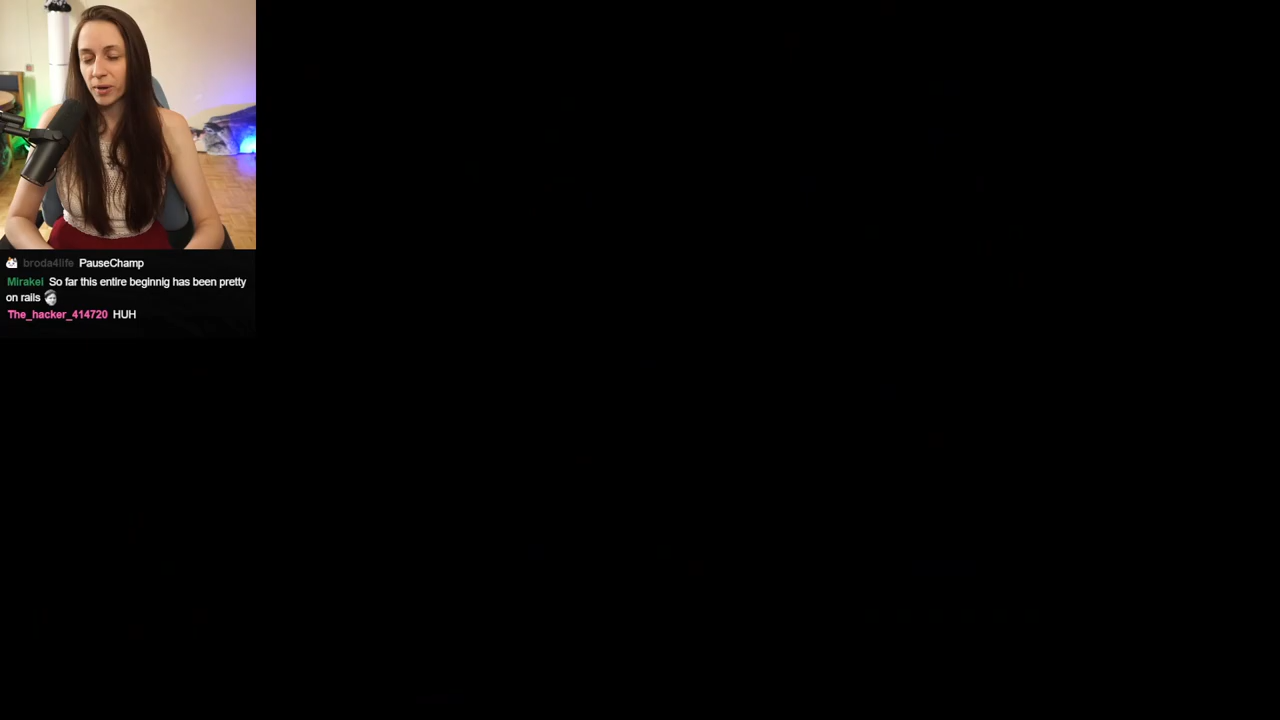 broda4life PauseChamp
Mirakel So far this entire beginnig has been pretty
on rails
The_hacker_414720 HUH